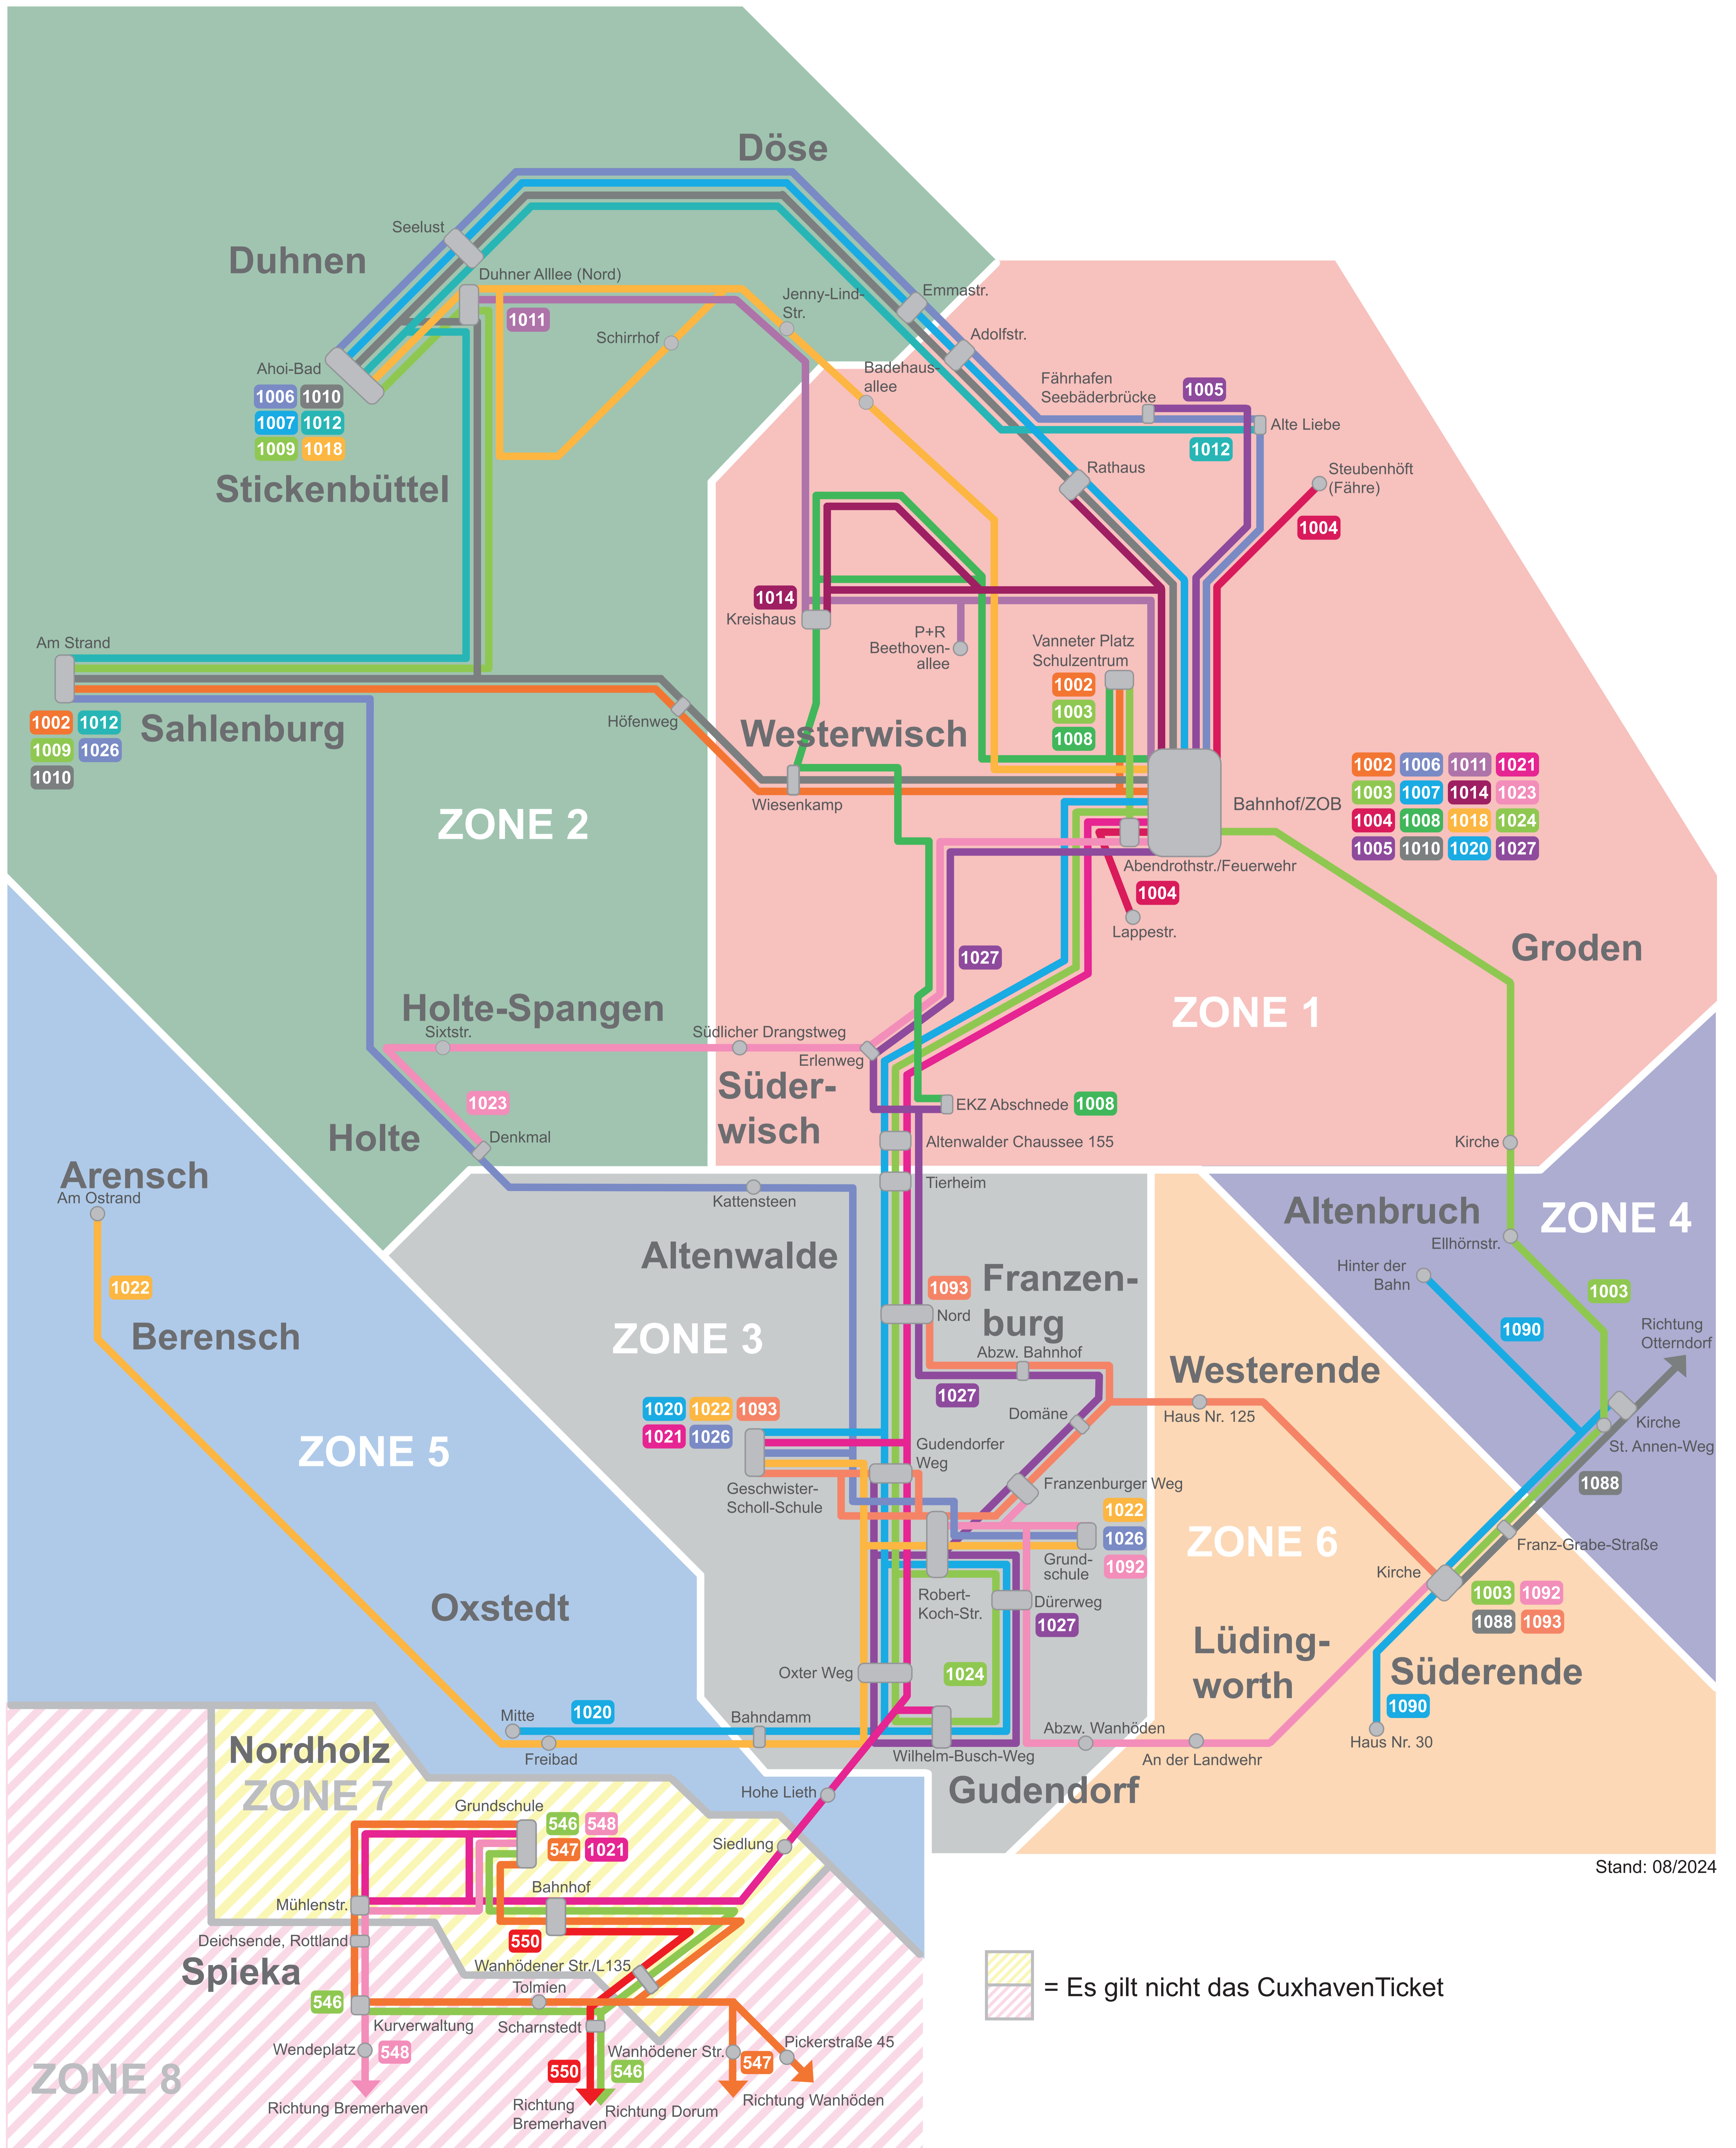 Döse
Seelust
Duhnen
Duhner Alllee (Nord)
1011
Jenny-Lind-
Str.
Schirrhof
Emmastr.
Adolfstr.
Ahoi-Bad
1006 1010
1007 1012
1009 1018
Stickenbüttel
Badehaus-
allee
Fährhafen
Seebäderbrücke
1005
Alte Liebe
1012
Rathaus
Steubenhöft
(Fähre)
1004
1014
Kreishaus
P+R
Beethoven-
allee
Vanneter Platz
Schulzentrum
1002
1003
1008
Am Strand
1002 1012
1009 1026
1010
Sahlenburg
Höfenweg
Westerwisch
Wiesenkamp
ZONE 2
Bahnhof/ZOB
1002 1006 1011 1021
1003 1007 1014 1023
1004 1008 1018 1024
1005 1010 1020 1027
Abendrothstr./Feuerwehr
1004
Lappestr.
1027
Groden
ZONE 1
Holte-Spangen
Sixtstr.
Südlicher Drangstweg
Erlenweg
Süder-
wisch
1023
EKZ Abschnede 1008
Holte
Denkmal
Altenwalder Chaussee 155
Kirche
Arensch
Am Ostrand
Tierheim
Kattensteen
Altenbruch
ZONE 4
Ellhörnstr.
Altenwalde
Hinter der
Bahn
1022
1003
1093
Franzen-
burg
Nord
Berensch
ZONE 3
1090
Richtung
Otterndorf
Abzw. Bahnhof
Westerende
1027
1020 1022 1093
1021 1026
Domäne
Haus Nr. 125
Kirche
St. Annen-Weg
ZONE 5
Gudendorfer
Weg
Geschwister-
Scholl-Schule
Franzenburger Weg
1088
1022
1026
1092
ZONE 6
Franz-Grabe-Straße
Grund-
schule
Kirche
1003 1092
1088 1093
Robert-
Koch-Str.
Dürerweg
1027
Oxstedt
Lüding-
worth
Oxter Weg
1024
Süderende
1090
Mitte
1020
Bahndamm
Freibad
Abzw. Wanhöden
An der Landwehr
Haus Nr. 30
Wilhelm-Busch-Weg
Nordholz
ZONE 7
Hohe Lieth
Gudendorf
Grundschule
546 548
547 1021
Siedlung
Stand: 08/2024
Bahnhof
Mühlenstr.
550
Deichsende, Rottland
Spieka
Wanhödener Str./L135
Tolmien
= Es gilt nicht das CuxhavenTicket
546
Kurverwaltung
Scharnstedt
Wendeplatz
548
Wanhödener Str.
Pickerstraße 45
547
550
546
ZONE 8
Richtung Bremerhaven
Richtung
Bremerhaven
Richtung Dorum
Richtung Wanhöden